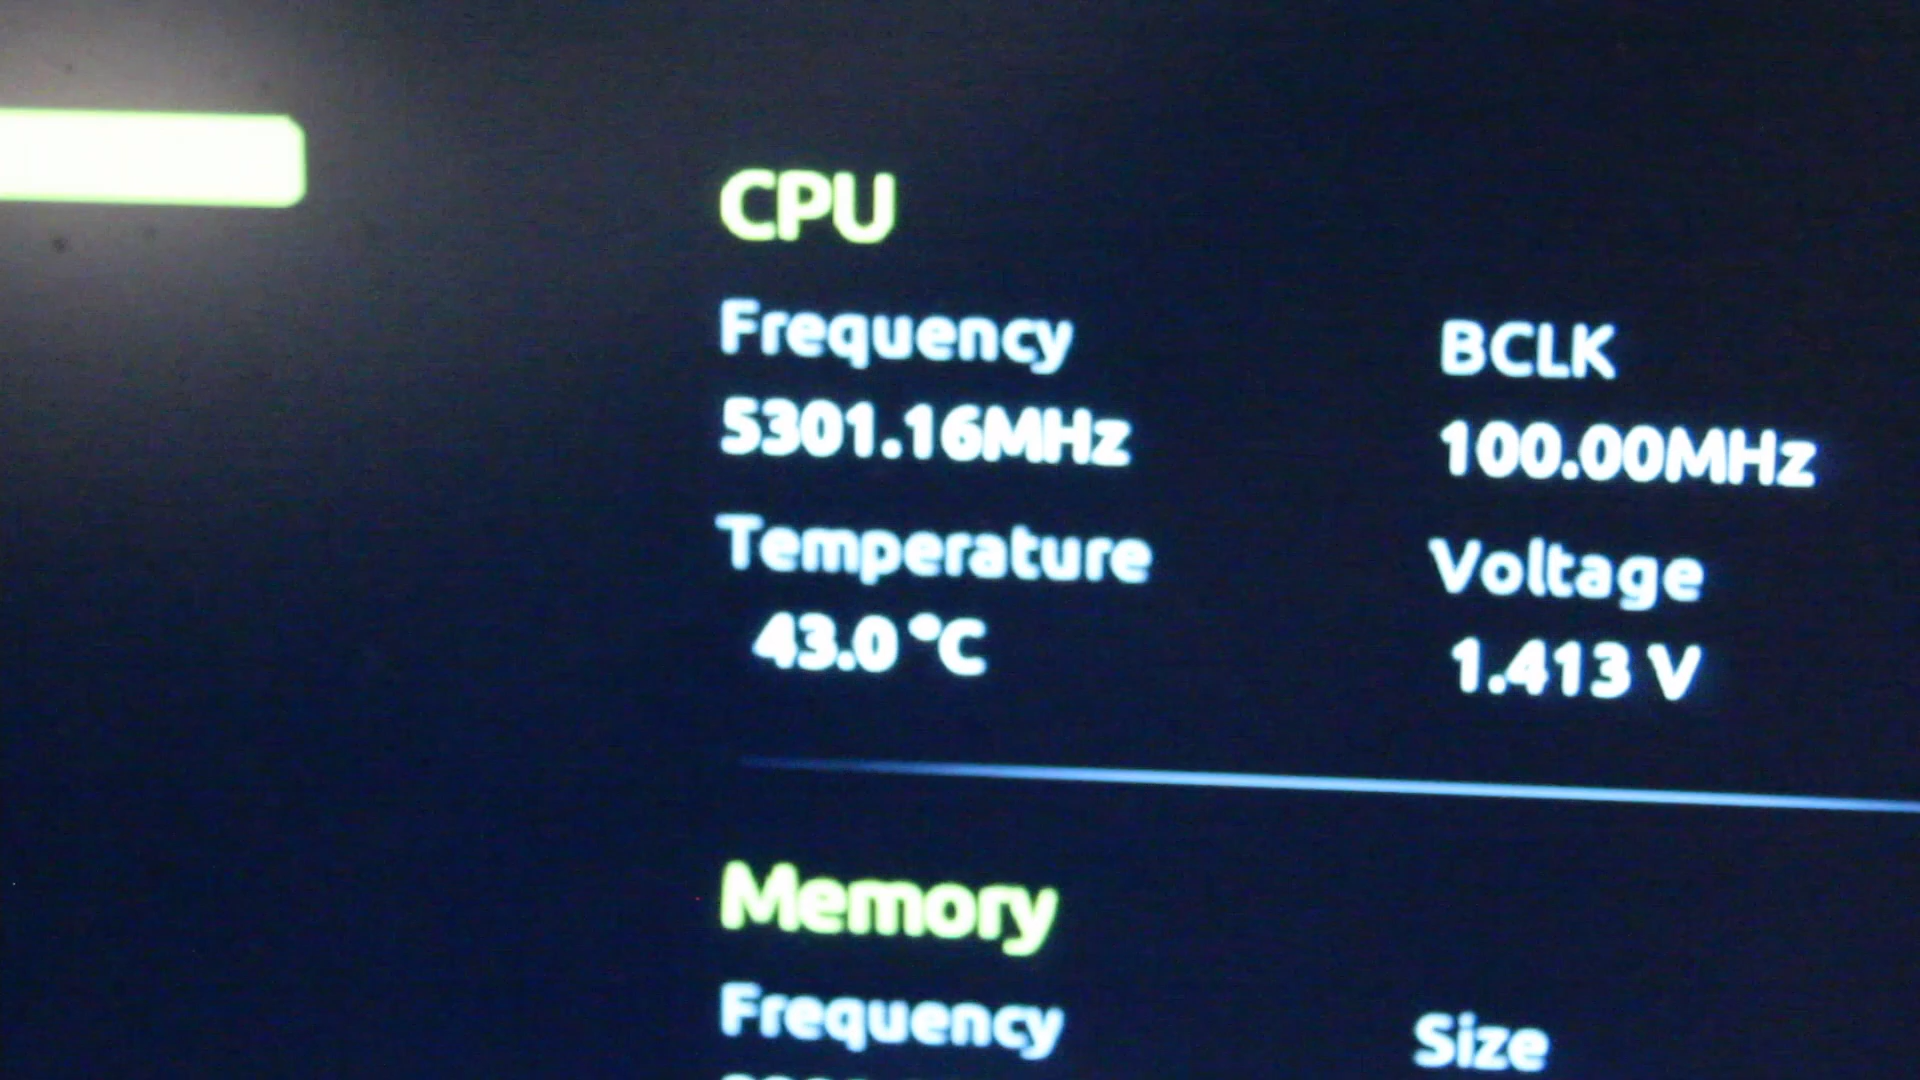 CPU
Frequency BCLK
5301.16MHz 100.00MHz
Temperature Voltage
43.0 °C 1.413 V
Memory
Frequency Size